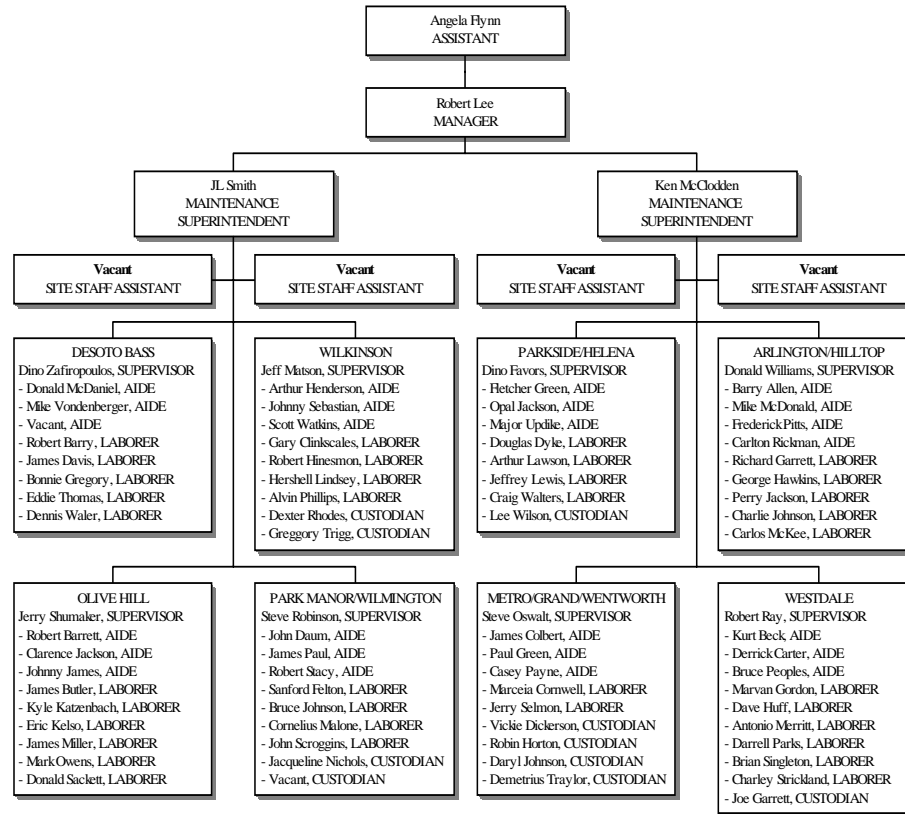 Angela Flynn
ASSISTANT
Robert Lee
MANAGER
JL Smith
MAINTENANCE
SUPERINTENDENT
Ken McClodden
MAINTENANCE
SUPERINTENDENT
Vacant
SITE STAFF ASSISTANT
Vacant
SITE STAFF ASSISTANT
Vacant
SITE STAFF ASSISTANT
Vacant
SITE STAFF ASSISTANT
DESOTO BASS
Dino Zafiropoulos, SUPERVISOR
- Donald McDaniel, AIDE
- Mike Vondenberger, AIDE
- Vacant, AIDE
- Robert Barry, LABORER
- James Davis, LABORER
- Bonnie Gregory, LABORER
- Eddie Thomas, LABORER
- Dennis Waler, LABORER
WILKINSON
Jeff Matson, SUPERVISOR
- Arthur Henderson, AIDE
- Johnny Sebastian, AIDE
- Scott Watkins, AIDE
- Gary Clinkscales, LABORER
- Robert Hinesmon, LABORER
- Hershell Lindsey, LABORER
- Alvin Phillips, LABORER
- Dexter Rhodes, CUSTODIAN
- Greggory Trigg, CUSTODIAN
PARKSIDE/HELENA
Dino Favors, SUPERVISOR
- Hetcher Green, AIDE
- Opal Jackson, AIDE
- Major Updike, AIDE
- Douglas Dyke, LABORER
- Arthur Lawson, LABORER
- Jeffrey Lewis, LABORER
- Craig Walters, LABORER
- Lee Wilson, CUSTODIAN
ARLINGTON/HILLTOP
Donald Williams, SUPERVISOR
- Barry Allen, AIDE
- Mike McDonald, AIDE
- Frederick Pitts, AIDE
- Carlton Rickman, AIDE
- Richard Garrett, LABORER
- George Hawkins, LABORER
- Perry Jackson, LABORER
- Charlie Johnson, LABORER
- Carlos McKee, LABORER
OLIVE HILL
Jerry Shumaker, SUPERVISOR
- Robert Barrett, AIDE
- Clarence Jackson, AIDE
- Johnny James, AIDE
- James Butler, LABORER
- Kyle Katzenbach, LABORER
- Eric Kelso, LABORER
- James Miller, LABORER
- Mark Owens, LABORER
- Donald Sackett, LABORER
PARK MANOR/WILMINGTON
Steve Robinson, SUPERVISOR
- John Daum, AIDE
- James Paul, AIDE
- Robert Stacy, AIDE
- Sanford Felton, LABORER
- Bruce Johnson, LABORER
- Cornelius Malone, LABORER
- John Scroggins, LABORER
- Jacqueline Nichols, CUSTODIAN
- Vacant, CUSTODIAN
METRO/GRAND/WENTWORTH
Steve Oswalt, SUPERVISOR
- James Colbert, AIDE
- Paul Green, AIDE
- Casey Payne, AIDE
- Marceia Cornwell, LABORER
- Jerry Selmon, LABORER
- Vickie Dickerson, CUSTODIAN
- Robin Horton, CUSTODIAN
- Daryl Johnson, CUSTODIAN
- Demetrius Traylor, CUSTODIAN
WESTDALE
Robert Ray, SUPERVISOR
- Kurt Beck, AIDE
- Derrick Carter, AIDE
- Bruce Peoples, AIDE
- Marvan Gordon, LABORER
- Dave Huff, LABORER
- Antonio Merritt, LABORER
- Darrell Parks, LABORER
- Brian Singleton, LABORER
- Charley Strickland, LABORER
- Joe Garrett, CUSTODIAN